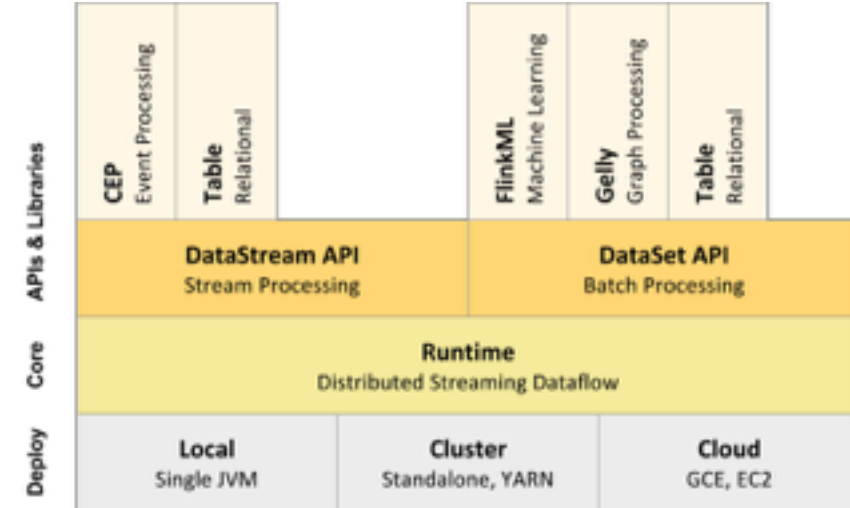 APIs & Libraries
CEP
Event Processing
Table
Relational
FlinkML
Machine Learning
Gelly
Graph Processing
Table
Relational
DataStream API
Stream Processing
DataSet API
Batch Processing
Core
Runtime
Distributed Streaming Dataflow
Deploy
Local
Single JVM
Cluster
Standalone, YARN
Cloud
GCE, EC2